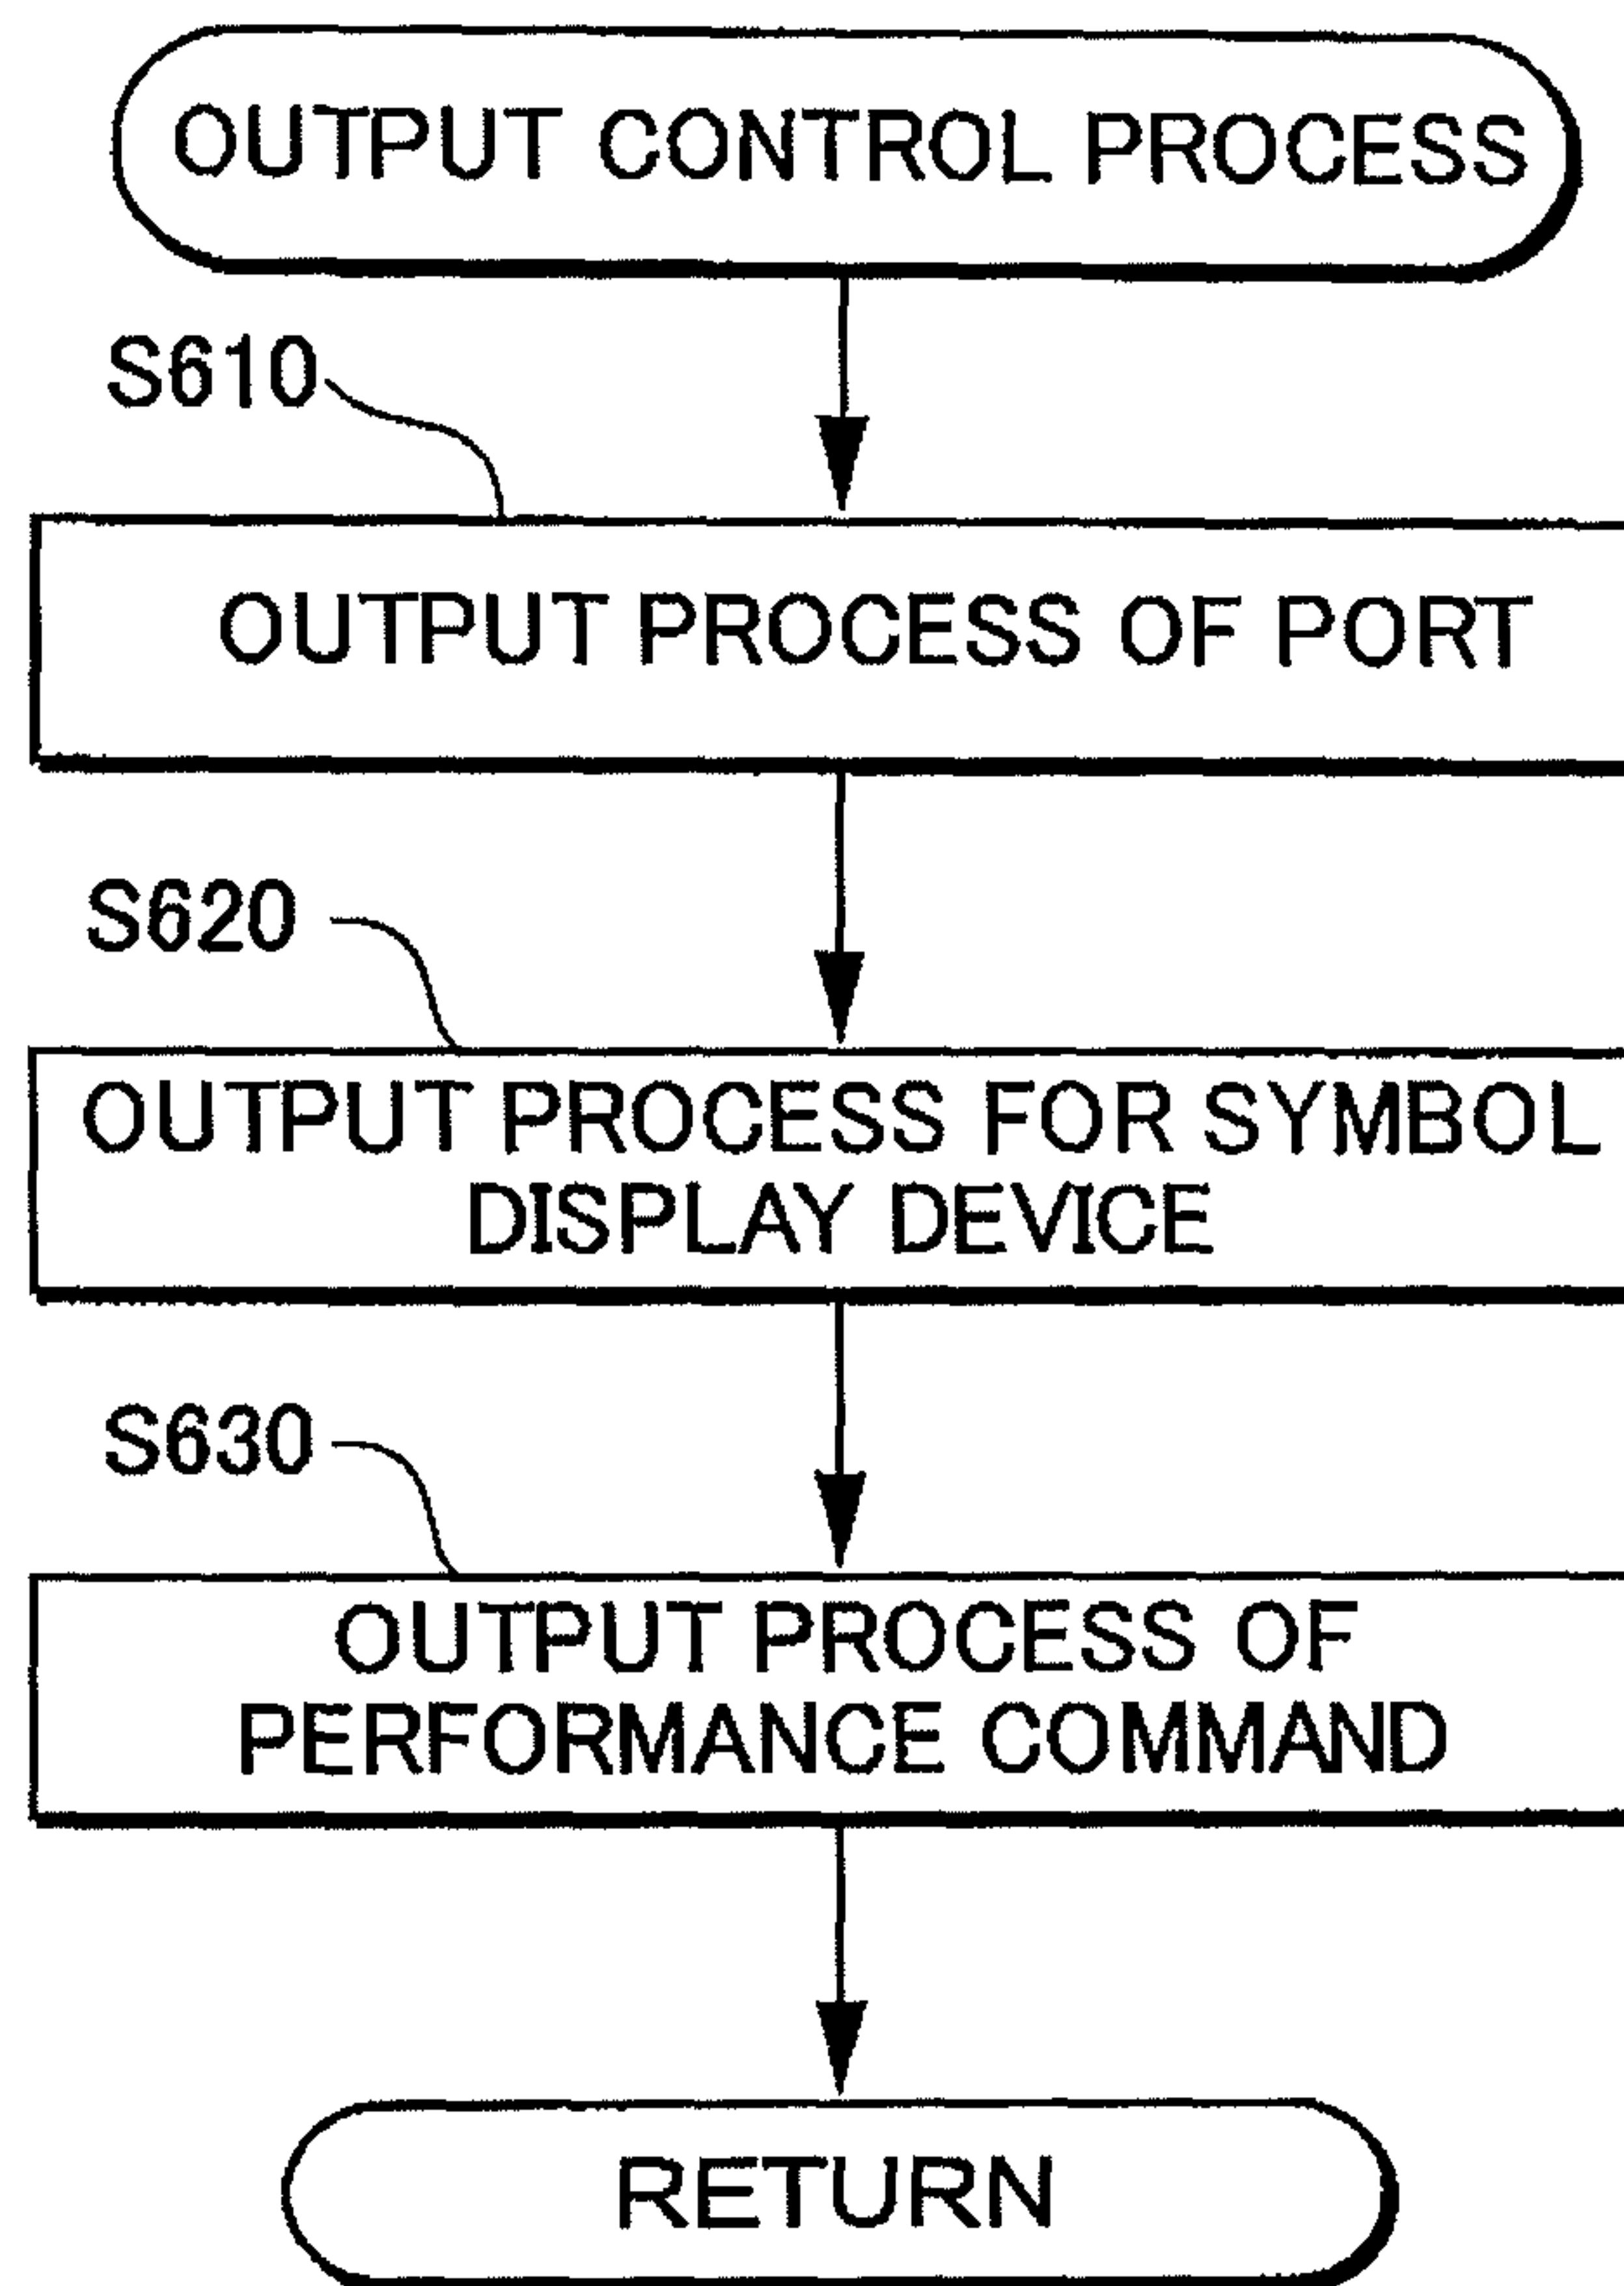 OUTPUT CONTROL PROCESS
S610
OUTPUT PROCESS OF PORT
S620
OUTPUT PROCESS FOR SYMBOL
DISPLAY DEVICE
S630
OUTPUT PROCESS OF
PERFORMANCE COMMAND
RETURN